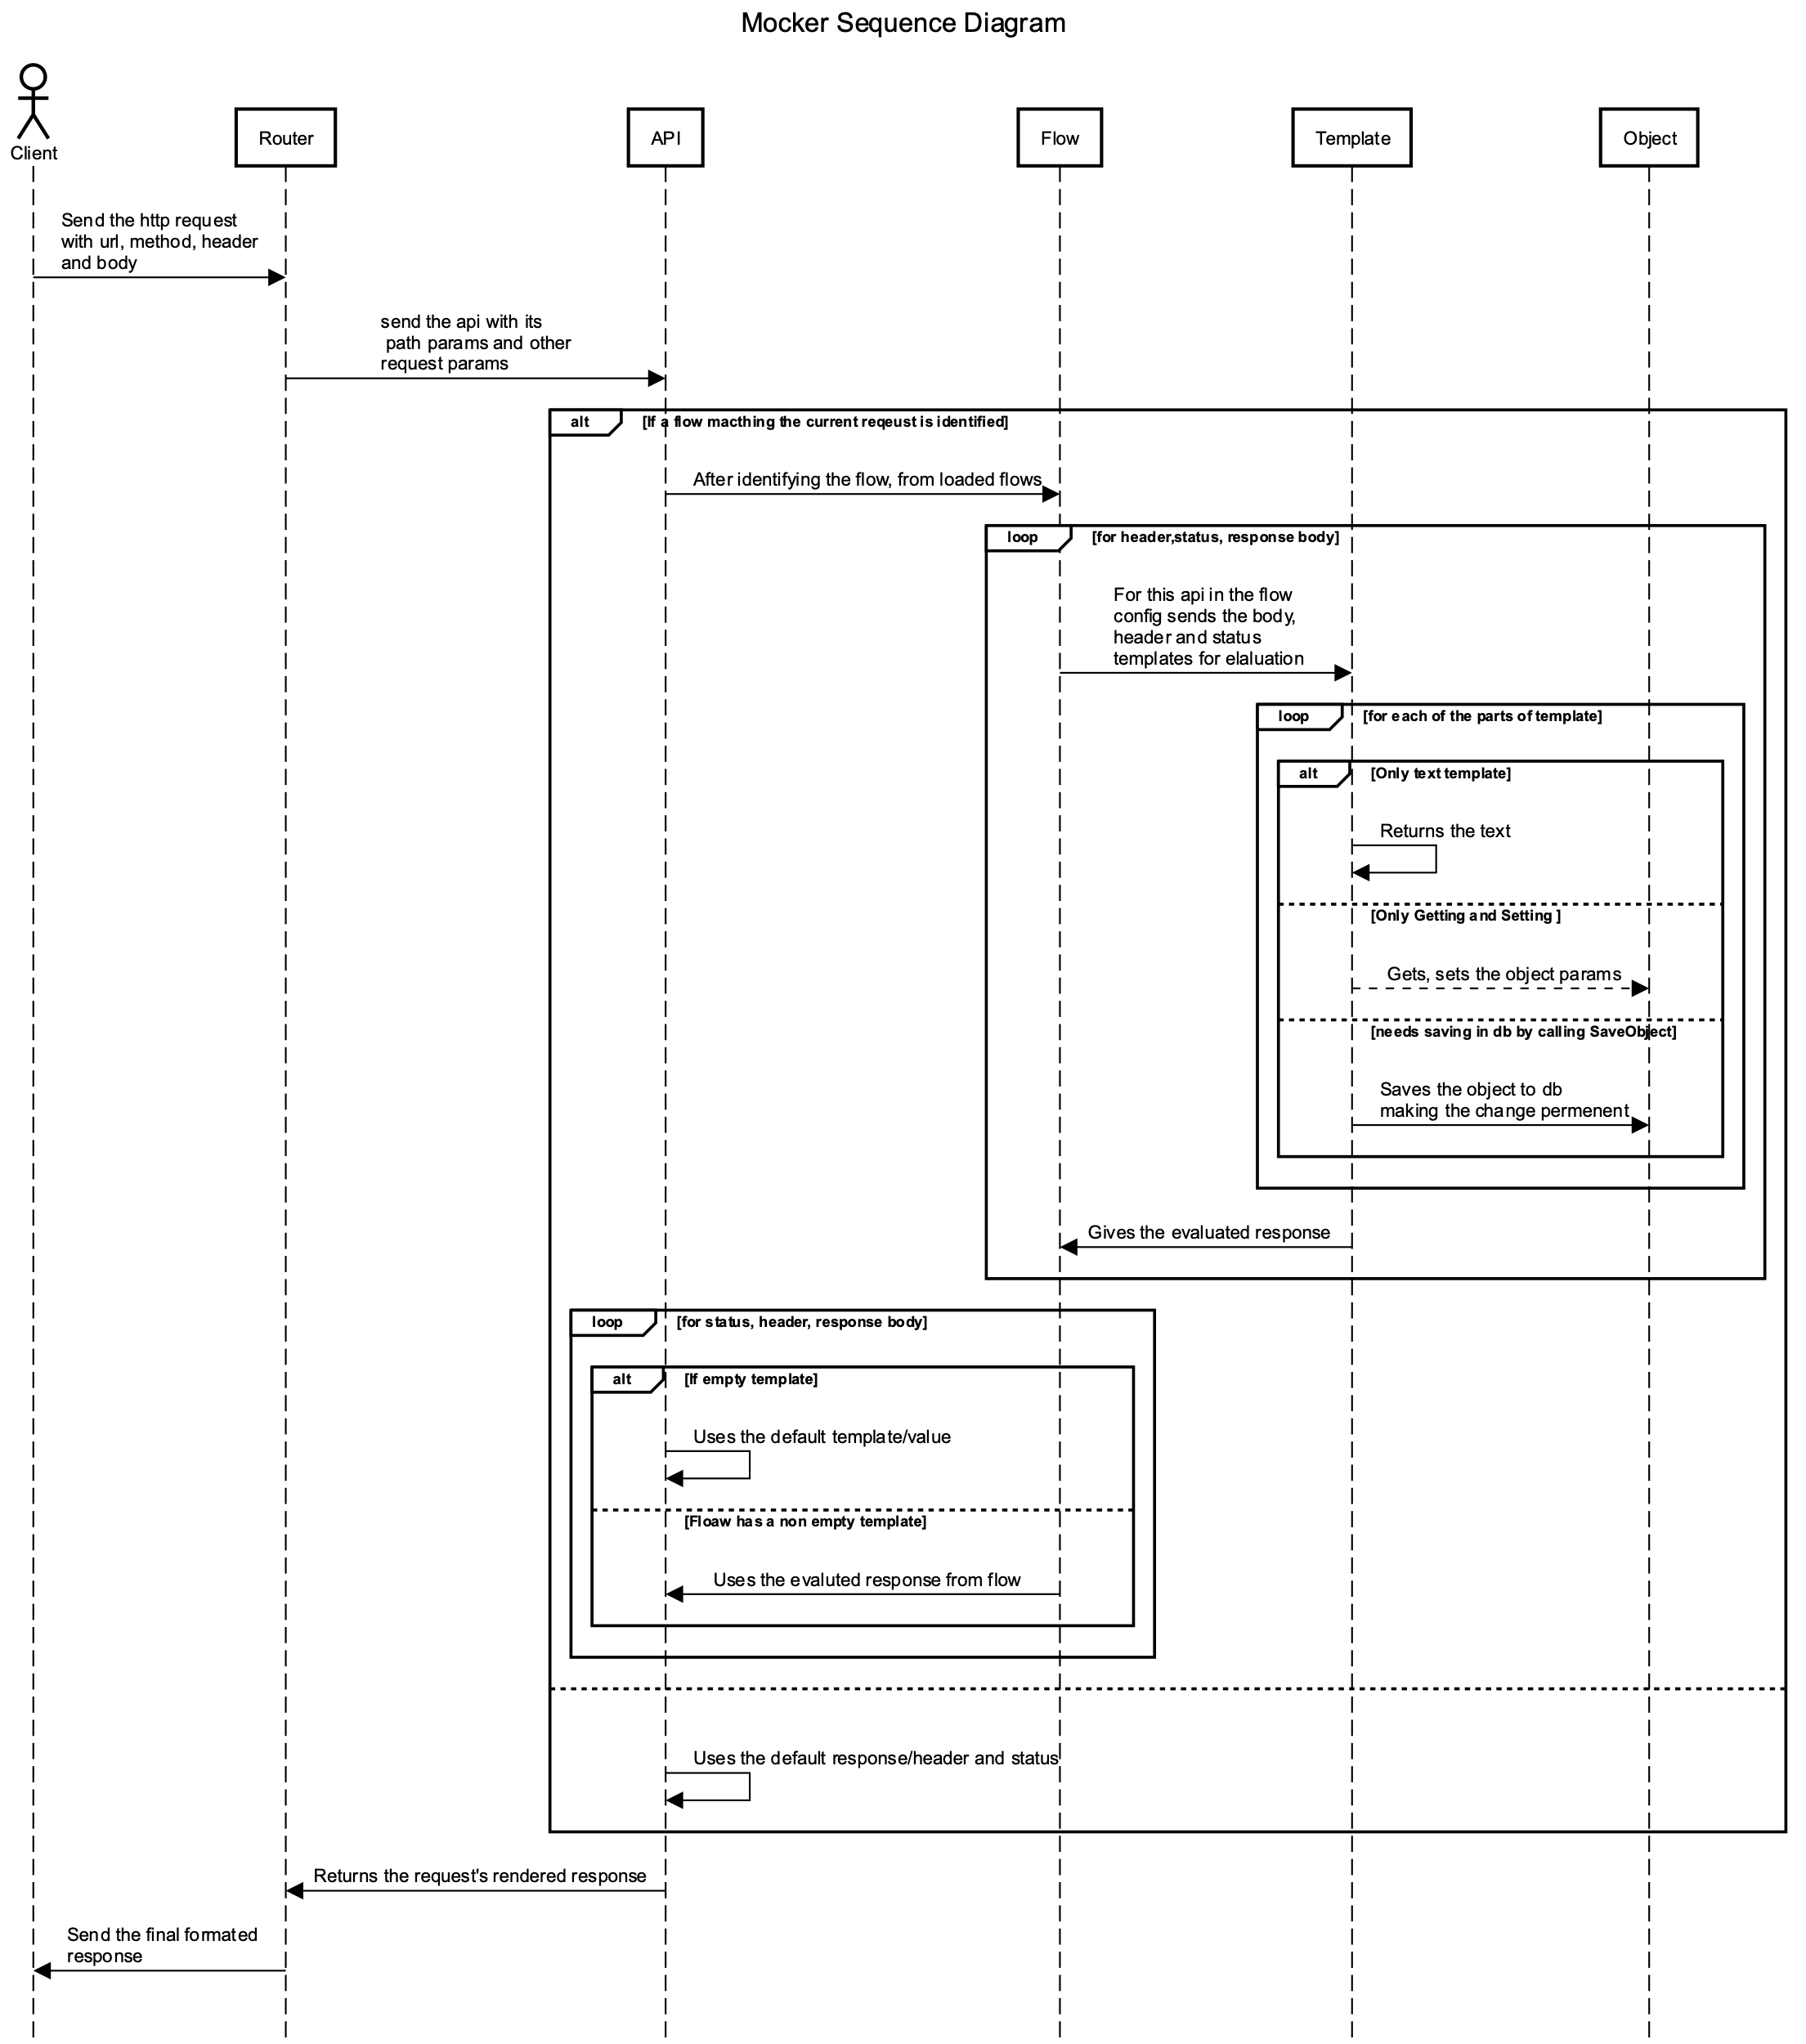 Mocker Sequence Diagram
Client
Router
API
Flow
Template
Object
Send the http request
with url, method, header
and body
send the api with its
path params and other
request params
alt
[If a flow macthing the current reqeust is identified]
After identifying the flow, from loaded flows
loop
[for header,status, response body]
For this api in the flow
config sends the body,
header and status
templates for elaluation
loop
[for each of the parts of template]
alt
[Only text template]
Returns the text
[Only Getting and Setting ]
Gets, sets the object params
[needs saving in db by calling SaveObject]
Saves the object to db
making the change permenent
Gives the evaluated response
loop
[for status, header, response body]
alt
[If empty template]
Uses the default template/value
[Floaw has a non empty template]
Uses the evaluted response from flow
Uses the default response/header and status
Returns the request's rendered response
Send the final formated
response